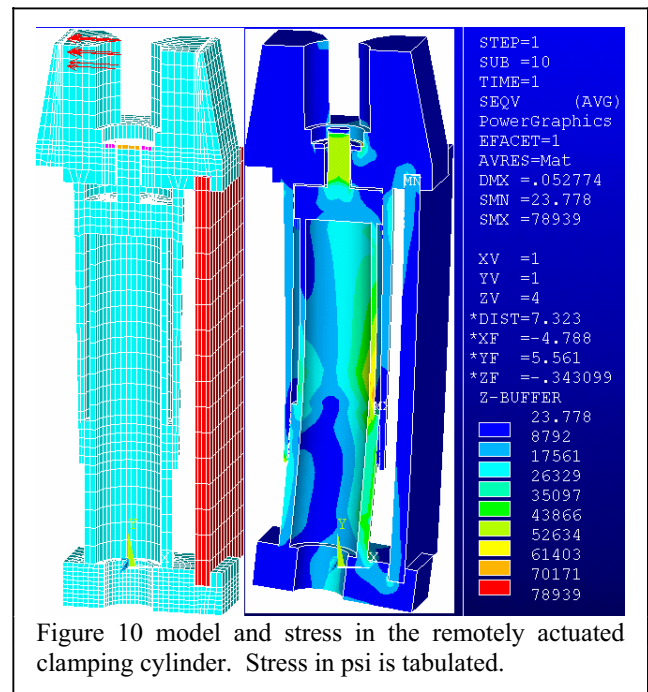 STEP=1
SUB =10
TIME=1
SEQV (AVG)
PowerGraphics
EFACET=1
AVRES=Mat
DMX =.052774
SMN =23.778
SMX =78939
XV =1
YV =1
ZV =4
*DIST=7.323
*XF =-4.788
*YF =5.561
*ZF =-.343099
Z-BUFFER
23.778
8792
17561
26329
35097
43866
52634
61403
70171
78939
MN
MX
Y
X
Figure 10 model and stress in the remotely actuated
clamping cylinder. Stress in psi is tabulated.